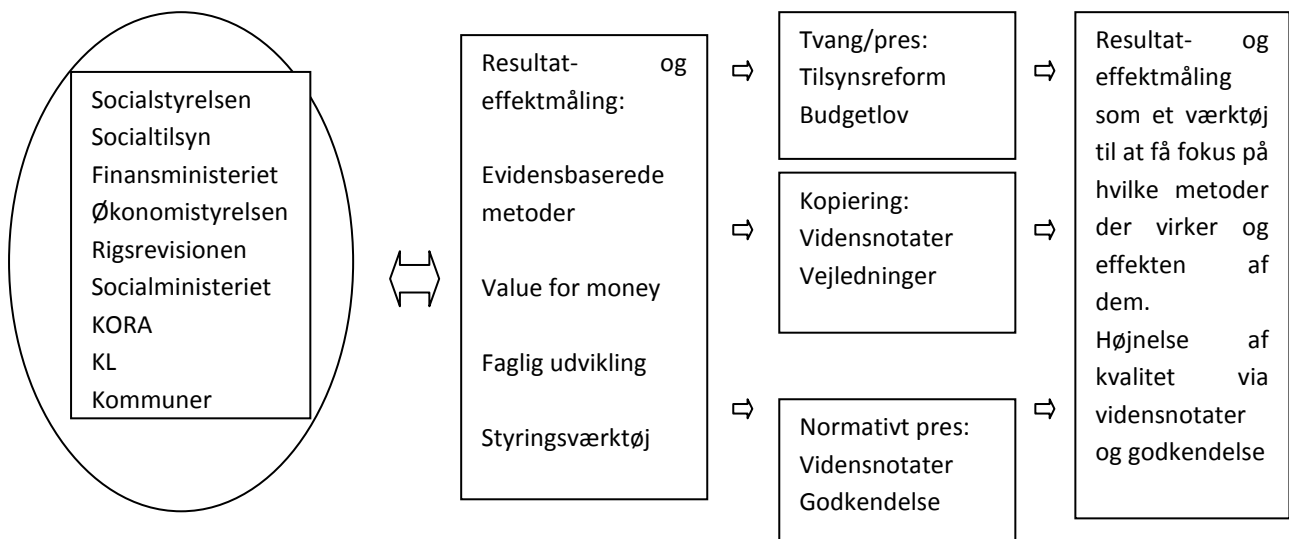 Socialstyrelsen
Socialtilsyn
Finansministeriet
Økonomistyrelsen
Rigsrevisionen
Socialministeriet
KORA
KL
Kommuner
Resultat- og
effektmåling:
Evidensbaserede
metoder
Value for money
Faglig udvikling
Styringsværktøj
Tvang/pres:
Tilsynsreform
Budgetlov
Kopiering:
Vidensnotater
Vejledninger
Normativt pres:
Vidensnotater
Godkendelse
Resultat- og
effektmåling
som et værktøj
til at få fokus på
hvilke metoder
der virker og
effekten af
dem.
Højnelse af
kvalitet via
vidensnotater
og godkendelse